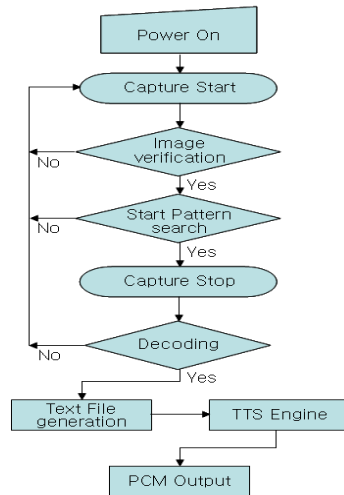 Power On
Capture Start
Image
verification
No
Yes
Start Pattern
search
No
Yes
Capture Stop
Decoding
No
Yes
Text File
generation
TTS Engine
PCM Output